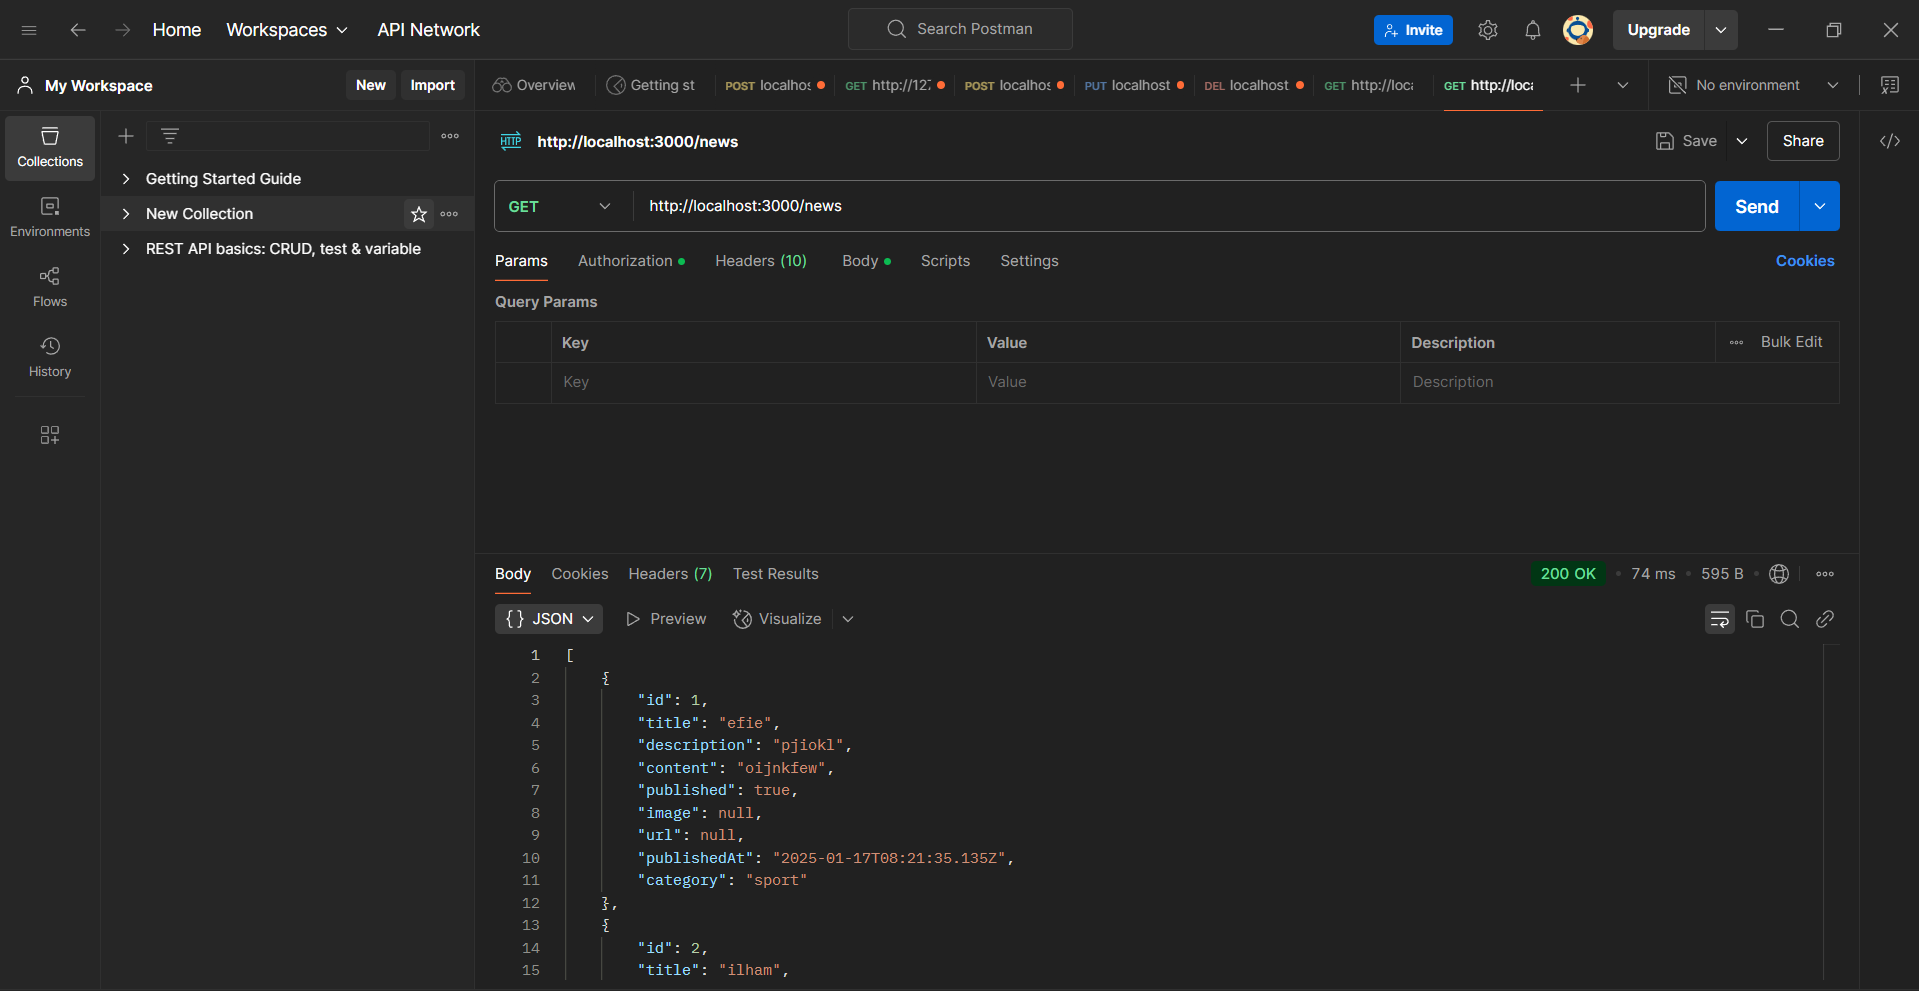 Home Workspaces API Network Search Postman Invite Upgrade
My Workspace New Import Overview Getting st POST localhos GET http://127 POST localhos PUT localhost DEL localhost GET http://loca GET http://loca No environment
Collections
Environments
Flows
History
Getting Started Guide
New Collection
REST API basics: CRUD, test & variable
HTTP http://localhost:3000/news Save Share
GET http://localhost:3000/news Send
Params Authorization Headers (10) Body Scripts Settings Cookies
Query Params
Key Value Description Bulk Edit
Key Value Description
Body Cookies Headers (7) Test Results 200 OK 74 ms 595 B
{} JSON Preview Visualize
1 [
2 {
3 "id": 1,
4 "title": "efie",
5 "description": "pjiokl",
6 "content": "oijnkfew",
7 "published": true,
8 "image": null,
9 "url": null,
10 "publishedAt": "2025-01-17T08:21:35.135Z",
11 "category": "sport"
12 },
13 {
14 "id": 2,
15 "title": "ilham",